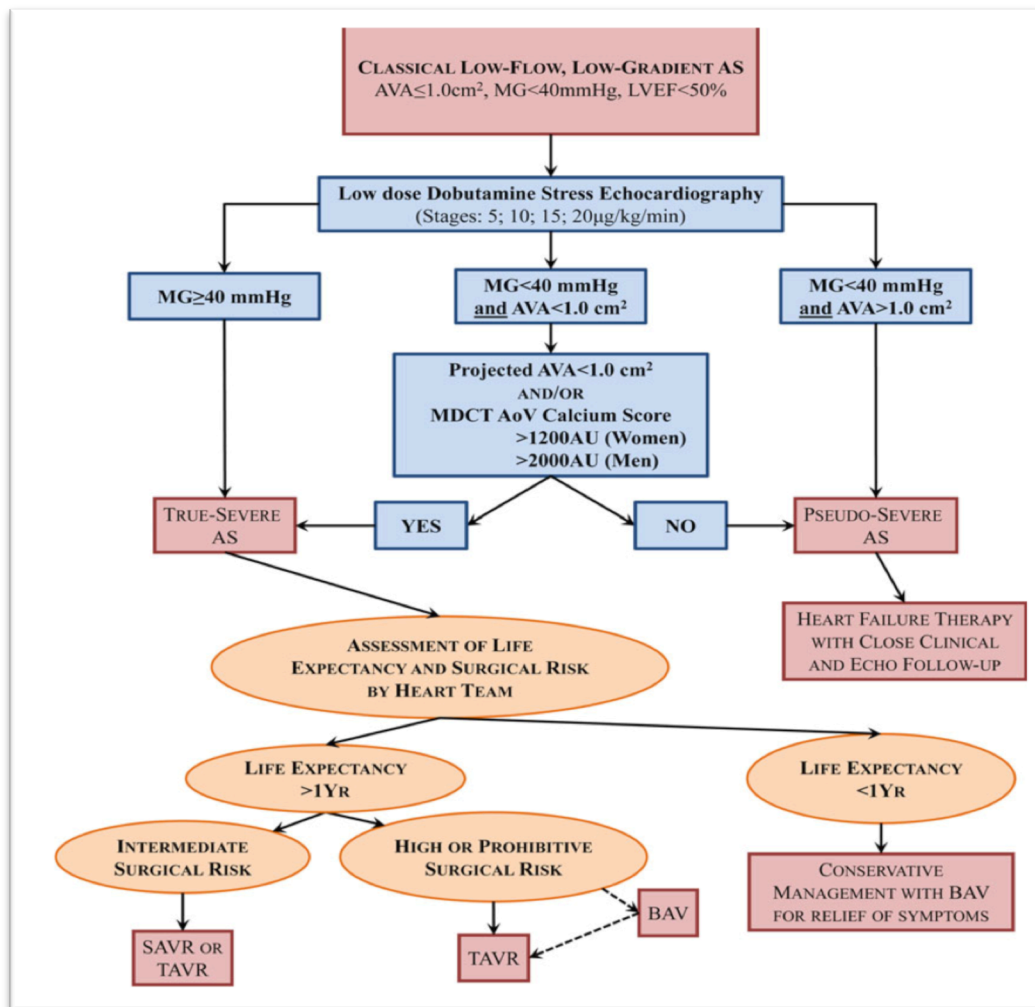 CLASSICAL LOW-FLOW, LOW-GRADIENT AS
AVA≤1.0cm², MG<40mmHg, LVEF<50%
Low dose Dobutamine Stress Echocardiography
(Stages: 5; 10; 15; 20µg/kg/min)
MG≥40 mmHg
MG<40 mmHg
and AVA<1.0 cm²
MG<40 mmHg
and AVA>1.0 cm²
Projected AVA<1.0 cm²
AND/OR
MDCT AoV Calcium Score
>1200AU (Women)
>2000AU (Men)
TRUE-SEVERE
AS
YES
NO
PSEUDO-SEVERE
AS
HEART FAILURE THERAPY
WITH CLOSE CLINICAL
AND ECHO FOLLOW-UP
ASSESSMENT OF LIFE
EXPECTANCY AND SURGICAL RISK
BY HEART TEAM
LIFE EXPECTANCY
>1YR
LIFE EXPECTANCY
<1YR
INTERMEDIATE
SURGICAL RISK
HIGH OR PROHIBITIVE
SURGICAL RISK
CONSERVATIVE
MANAGEMENT WITH BAV
FOR RELIEF OF SYMPTOMS
SAVR OR
TAVR
TAVR
BAV